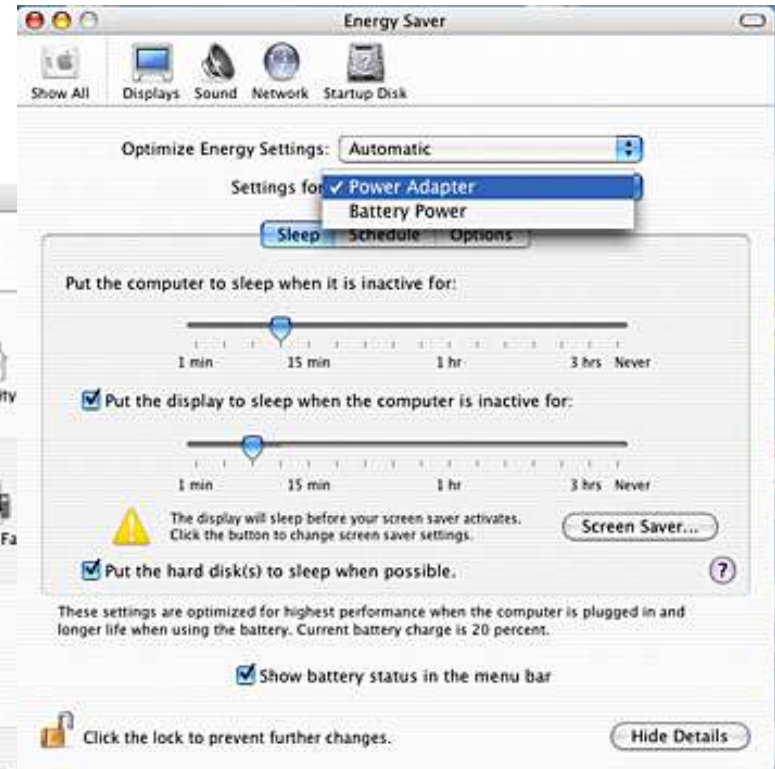 Energy Saver
Show All
Displays Sound Network Startup Disk
Optimize Energy Settings: Automatic
Settings for ✓ Power Adapter
Battery Power
Sleep Schedule Options
Put the computer to sleep when it is inactive for:
1 min 15 min 1 hr 3 hrs Never
Put the display to sleep when the computer is inactive for:
1 min 15 min 1 hr 3 hrs Never
The display will sleep before your screen saver activates.
Click the button to change screen saver settings.
Screen Saver...
Put the hard disk(s) to sleep when possible.
?
These settings are optimized for highest performance when the computer is plugged in and
longer life when using the battery. Current battery charge is 20 percent.
Show battery status in the menu bar
Click the lock to prevent further changes.
Hide Details